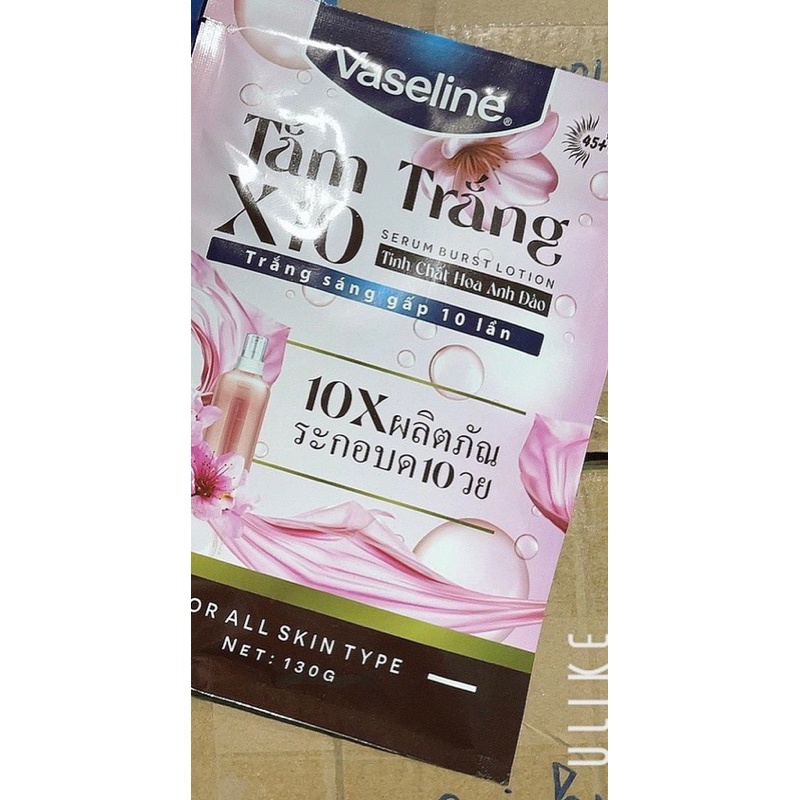 Vaseline®
45+
Tắm Trắng
X10
SERUM BURST LOTION
Tinh Chất Hoa Anh Đào
Trắng sáng gấp 10 lần
10Xผลิตภัณ
ระกอบด10วย
OR ALL SKIN TYPE
NET: 130G
ULIKE